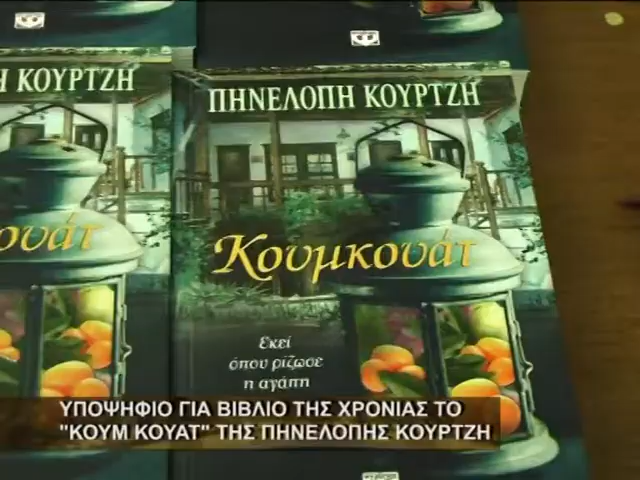 Η ΚΟΥΡΤΖΗ
ουάτ
ΠΗΝΕΛΟΠΗ ΚΟΥΡΤΖΗ
Κουμκουάτ
Εκεί
όπου ρίζωσε
η αγάπη
ΥΠΟΨΗΦΙΟ ΓΙΑ ΒΙΒΛΙΟ ΤΗΣ ΧΡΟΝΙΑΣ ΤΟ
"ΚΟΥΜ ΚΟΥΑΤ" ΤΗΣ ΠΗΝΕΛΟΠΗΣ ΚΟΥΡΤΖΗ